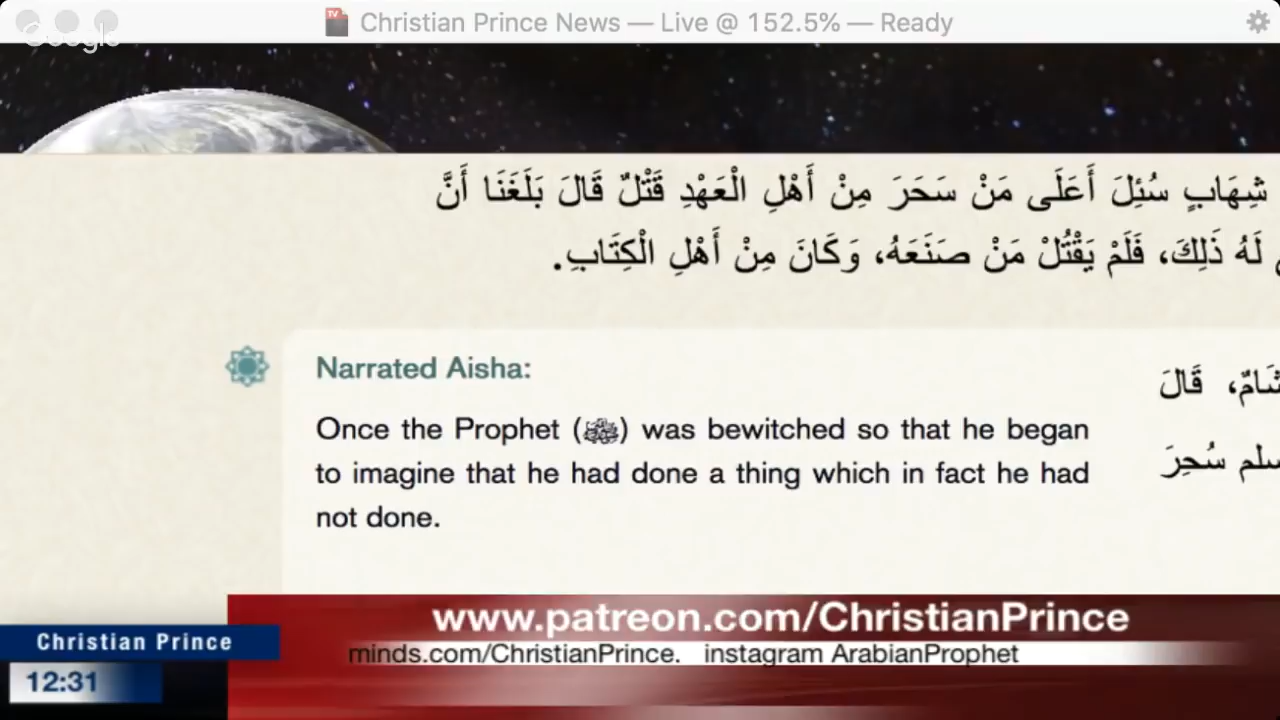 Christian Prince News — Live @ 152.5% — Ready
Google
TV
شِهَابٍ سُئِلَ أَعَلَى مَنْ سَحَرَ مِنْ أَهْلِ الْعَهْدِ قَتْلٌ قَالَ بَلَغَنَا أَنَّ
لَهُ ذَلِكَ، فَلَمْ يَقْتُلْ مَنْ صَنَعَهُ، وَكَانَ مِنْ أَهْلِ الْكِتَابِ.
Narrated Aisha:
قَالَ
Once the Prophet (ﷺ) was bewitched so that he began
to imagine that he had done a thing which in fact he had
not done.
سُحِرَ
www.patreon.com/ChristianPrince
minds.com/ChristianPrince. instagram ArabianProphet
Christian Prince
12:31